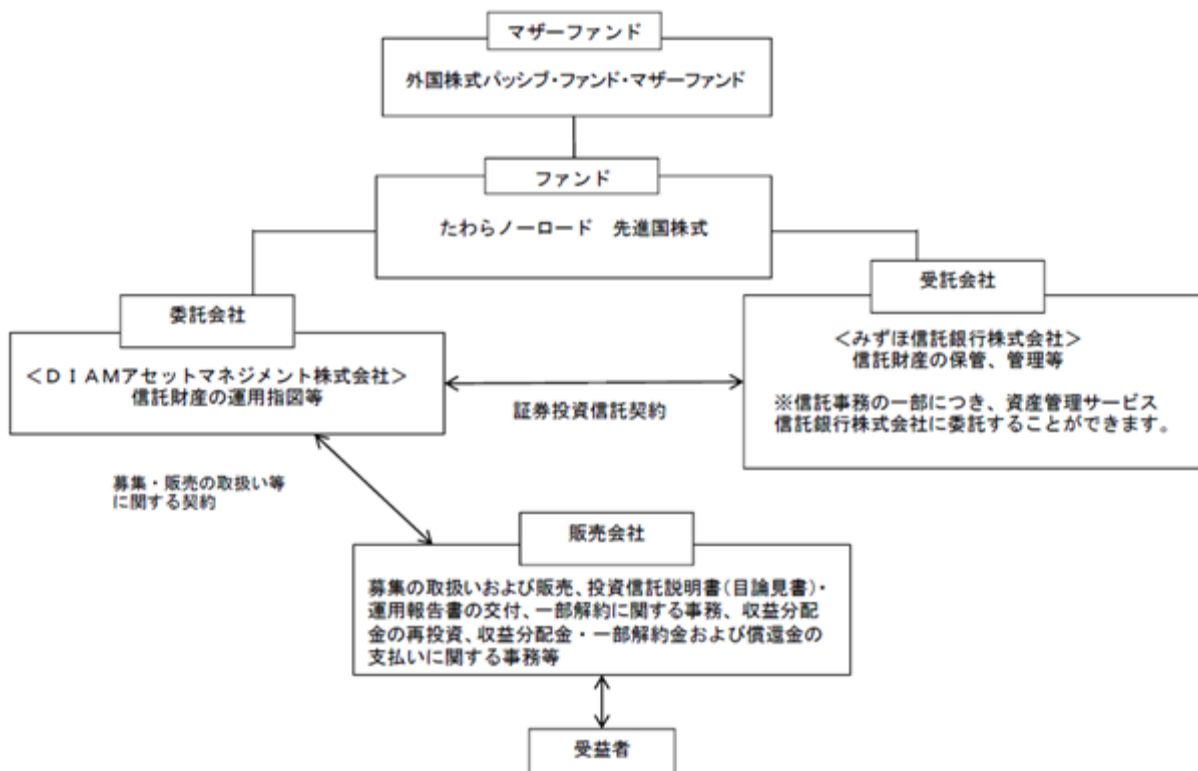 マザーファンド
外国株式パッシブ・ファンド・マザーファンド
ファンド
たわらノーロード　先進国株式
委託会社
＜ＤＩＡＭアセットマネジメント株式会社＞
信託財産の運用指図等
受託会社
＜みずほ信託銀行株式会社＞
信託財産の保管、管理等
※信託事務の一部につき、資産管理サービス
信託銀行株式会社に委託することができます。
証券投資信託契約
募集・販売の取扱い等
に関する契約
販売会社
募集の取扱いおよび販売、投資信託説明書（目論見書）・
運用報告書の交付、一部解約に関する事務、収益分配
金の再投資、収益分配金・一部解約金および償還金の
支払いに関する事務等
受益者